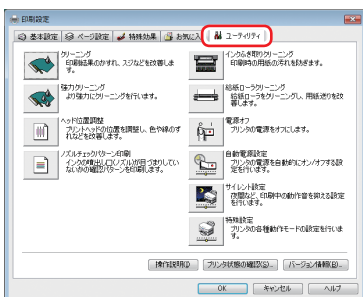 印刷設定
基本設定
ページ設定
特殊効果
お気に入
ユーティリティ
クリーニング
印刷結果のかすれ、スジなどを改善しま
す。
インクふき取りクリーニング
印刷時の用紙の汚れを防ぎます。
強力クリーニング
より強力にクリーニングを行います。
給紙ローラクリーニング
給紙ローラをクリーニングし、用紙送りを改
善します。
ヘッド位置調整
プリントヘッドの位置を調整し、色や線のず
れなどを改善します。
電源オフ
プリンタの電源をオフにします。
ノズルチェックパターン印刷
インクの噴出し口(ノズル)が目づまりしてい
ないかの確認パターンを印刷します。
自動電源設定
プリンタの電源を自動的にオン/オフする設
定を行います。
サイレント設定
夜間など、印刷中の動作音を抑える設定
を行います。
特殊設定
プリンタの各種動作モードの設定を行いま
す。
操作説明(I)
プリンタ状態の確認(S)...
バージョン情報(B)...
OK
キャンセル
ヘルプ